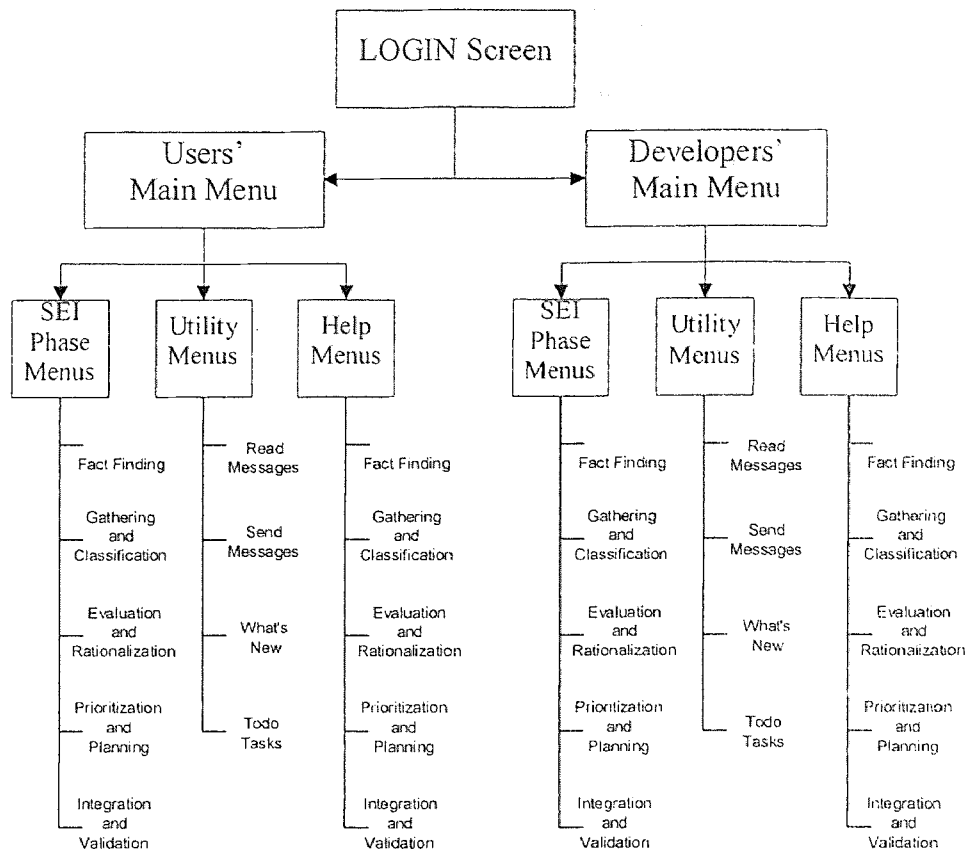 LOGIN Screen
Users'
Main Menu
Developers'
Main Menu
SEI
Phase
Menus
Utility
Menus
Help
Menus
SEI
Phase
Menus
Utility
Menus
Help
Menus
Fact Finding
Gathering
and
Classification
Evaluation
and
Rationalization
Prioritization
and
Planning
Integration
and
Validation
Read
Messages
Send
Messages
What's
New
Todo
Tasks
Fact Finding
Gathering
and
Classification
Evaluation
and
Rationalization
Prioritization
and
Planning
Integration
and
Validation
Fact Finding
Gathering
and
Classification
Evaluation
and
Rationalization
Prioritization
and
Planning
Integration
and
Validation
Read
Messages
Send
Messages
What's
New
Todo
Tasks
Fact Finding
Gathering
and
Classification
Evaluation
and
Rationalization
Prioritization
and
Planning
Integration
and
Validation